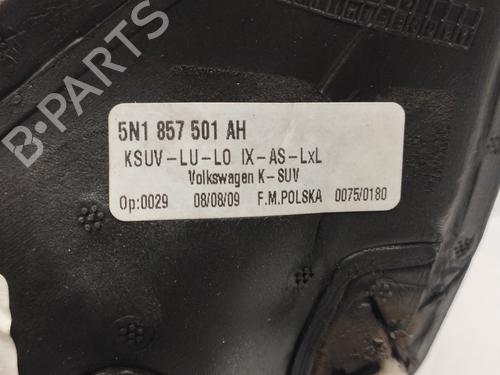 5N1 857 501 AH
KSUV-LU-LO IX-AS-LxL
Volkswagen K-SUV
Op:0029 08/08/09 F.M.POLSKA 0075/0180
B-PARTS